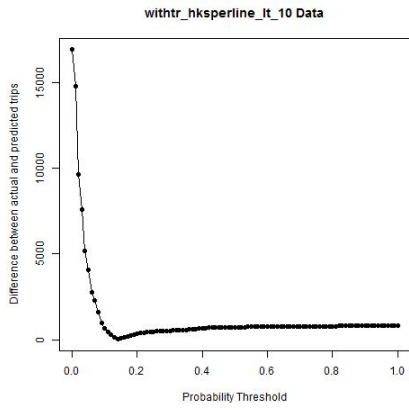 withtr_hksperline_lt_10 Data
Difference between actual and predicted trips
15000
10000
5000
0
0.0 0.2 0.4 0.6 0.8 1.0
Probability Threshold